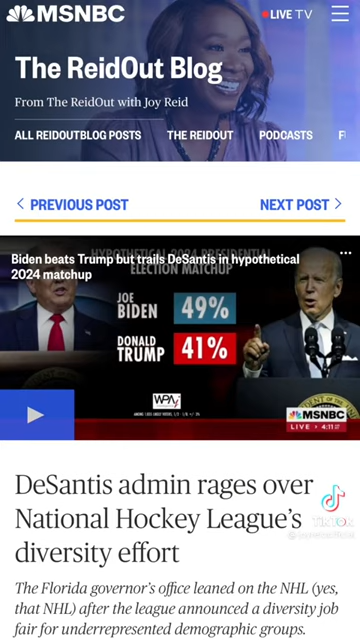 MSNBC
LIVE TV
The ReidOut Blog
From The ReidOut with Joy Reid
ALL REIDOUTBLOG POSTS THE REIDOUT PODCASTS
PREVIOUS POST NEXT POST
HYPOTHETICAL 2024 PRESIDENTIAL
ELECTION MATCHUP
Biden beats Trump but trails DeSantis in hypothetical
2024 matchup
JOE
BIDEN 49%
DONALD
TRUMP 41%
WPA
MSNBC
LIVE 4:11
DeSantis admin rages over
National Hockey League's
diversity effort
TikTok
The Florida governor's office leaned on the NHL (yes,
that NHL) after the league announced a diversity job
fair for underrepresented demographic groups.